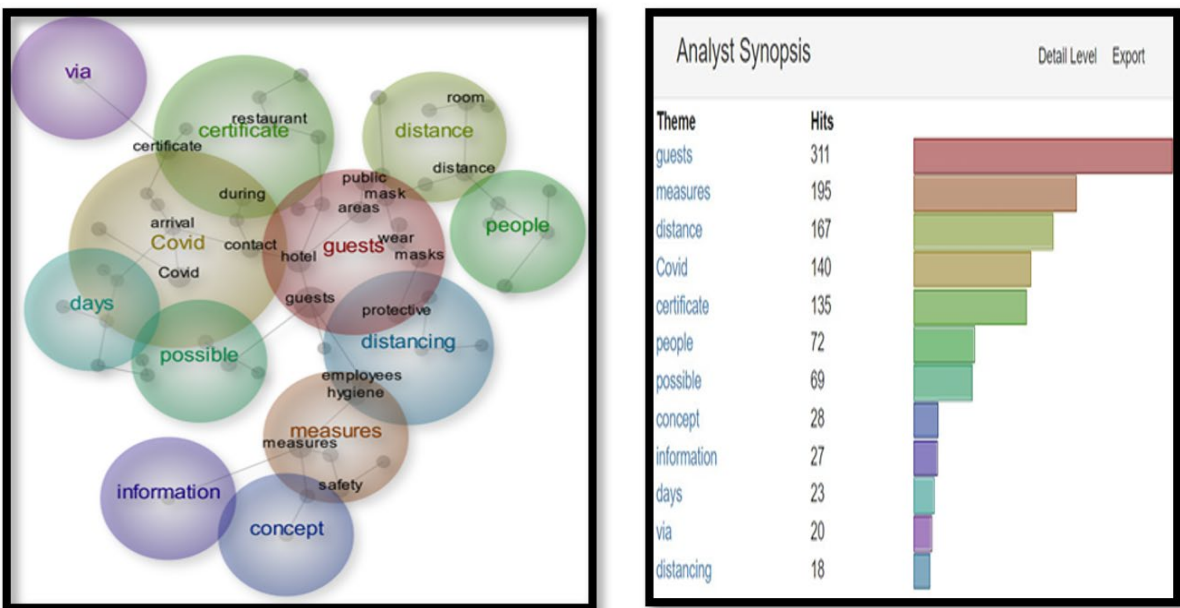 via
restaurant
certificate
certificate
room
distance
distance
during
public
mask
areas
people
arrival
Covid
contact
guests
wear
hotel
masks
Covid
days
guests
protective
possible
distancing
employees
hygiene
measures
measures
safety
information
concept
Analyst Synopsis Detail Level Export
Theme Hits
guests 311
measures 195
distance 167
Covid 140
certificate 135
people 72
possible 69
concept 28
information 27
days 23
via 20
distancing 18